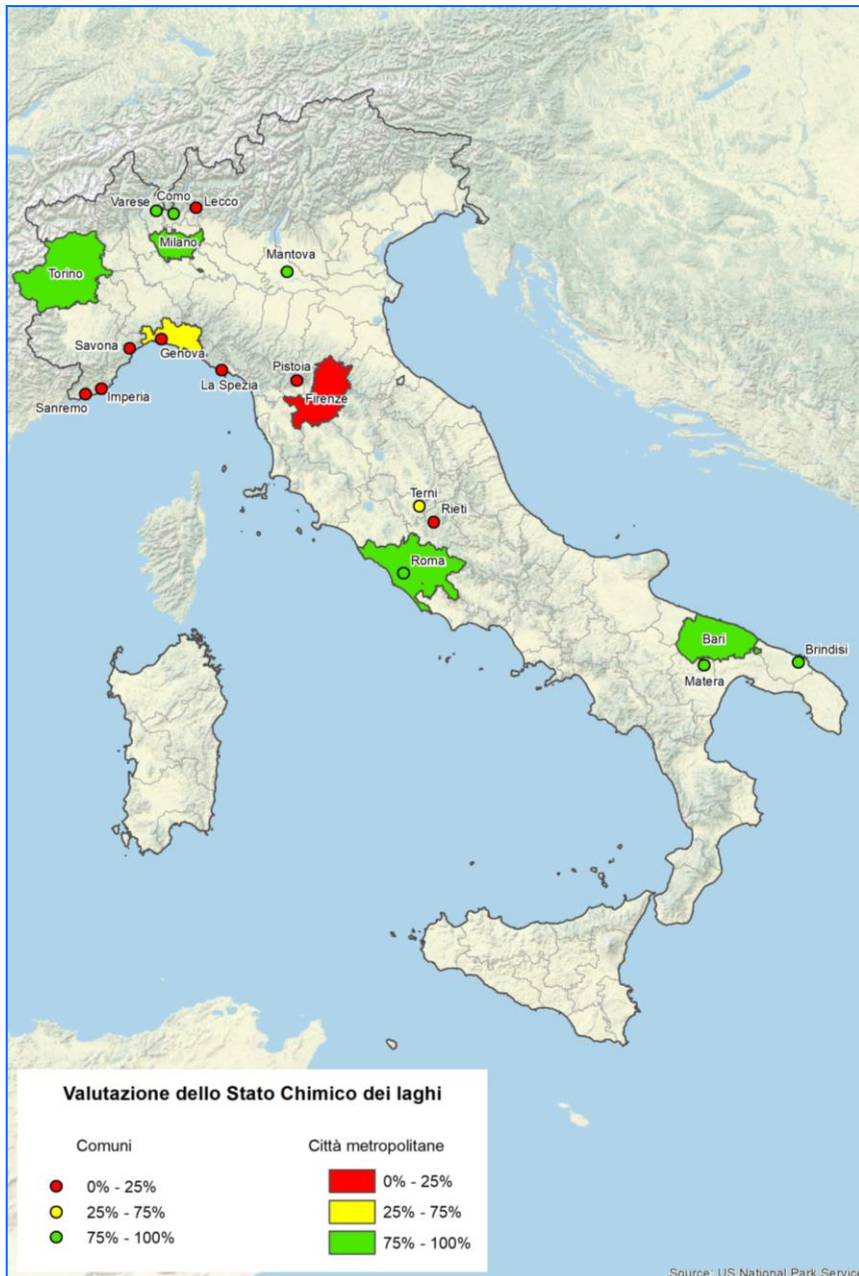 Varese
Como
Lecco
Milano
Torino
Mantova
Savona
Genova
Sanremo
Imperia
La Spezia
Pistoia
Firenze
Terni
Rieti
Roma
Bari
Brindisi
Matera
Valutazione dello Stato Chimico dei laghi
Comuni
0% - 25%
25% - 75%
75% - 100%
Città metropolitane
0% - 25%
25% - 75%
75% - 100%
Source: US National Park Service